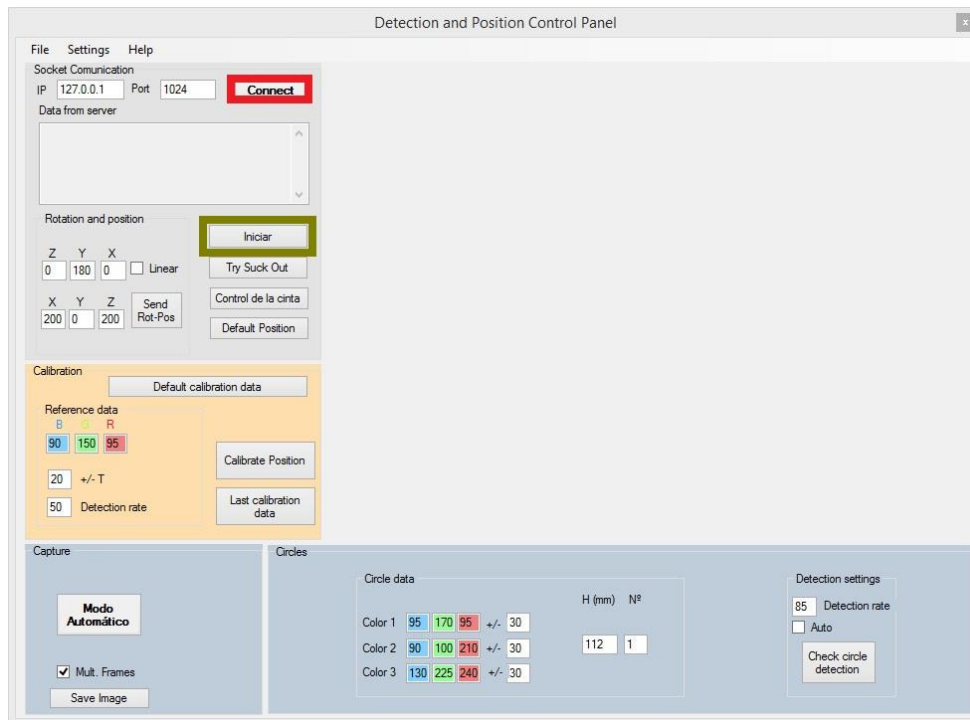 Detection and Position Control Panel
x
File Settings Help
Socket Comunication
IP 127.0.0.1 Port 1024 Connect
Data from server
Rotation and position
Iniciar
Z Y X
0 180 0 Linear
Try Suck Out
X Y Z
200 0 200
Send
Rot-Pos
Control de la cinta
Default Position
Calibration
Default calibration data
Reference data
B G R
90 150 95
20 +/- T
50 Detection rate
Calibrate Position
Last calibration
data
Capture
Modo
Automático
Mult. Frames
Save Image
Circles
Circle data
Color 1 95 170 95 +/- 30
Color 2 90 100 210 +/- 30
Color 3 130 225 240 +/- 30
H (mm) Nº
112 1
Detection settings
85 Detection rate
Auto
Check circle
detection